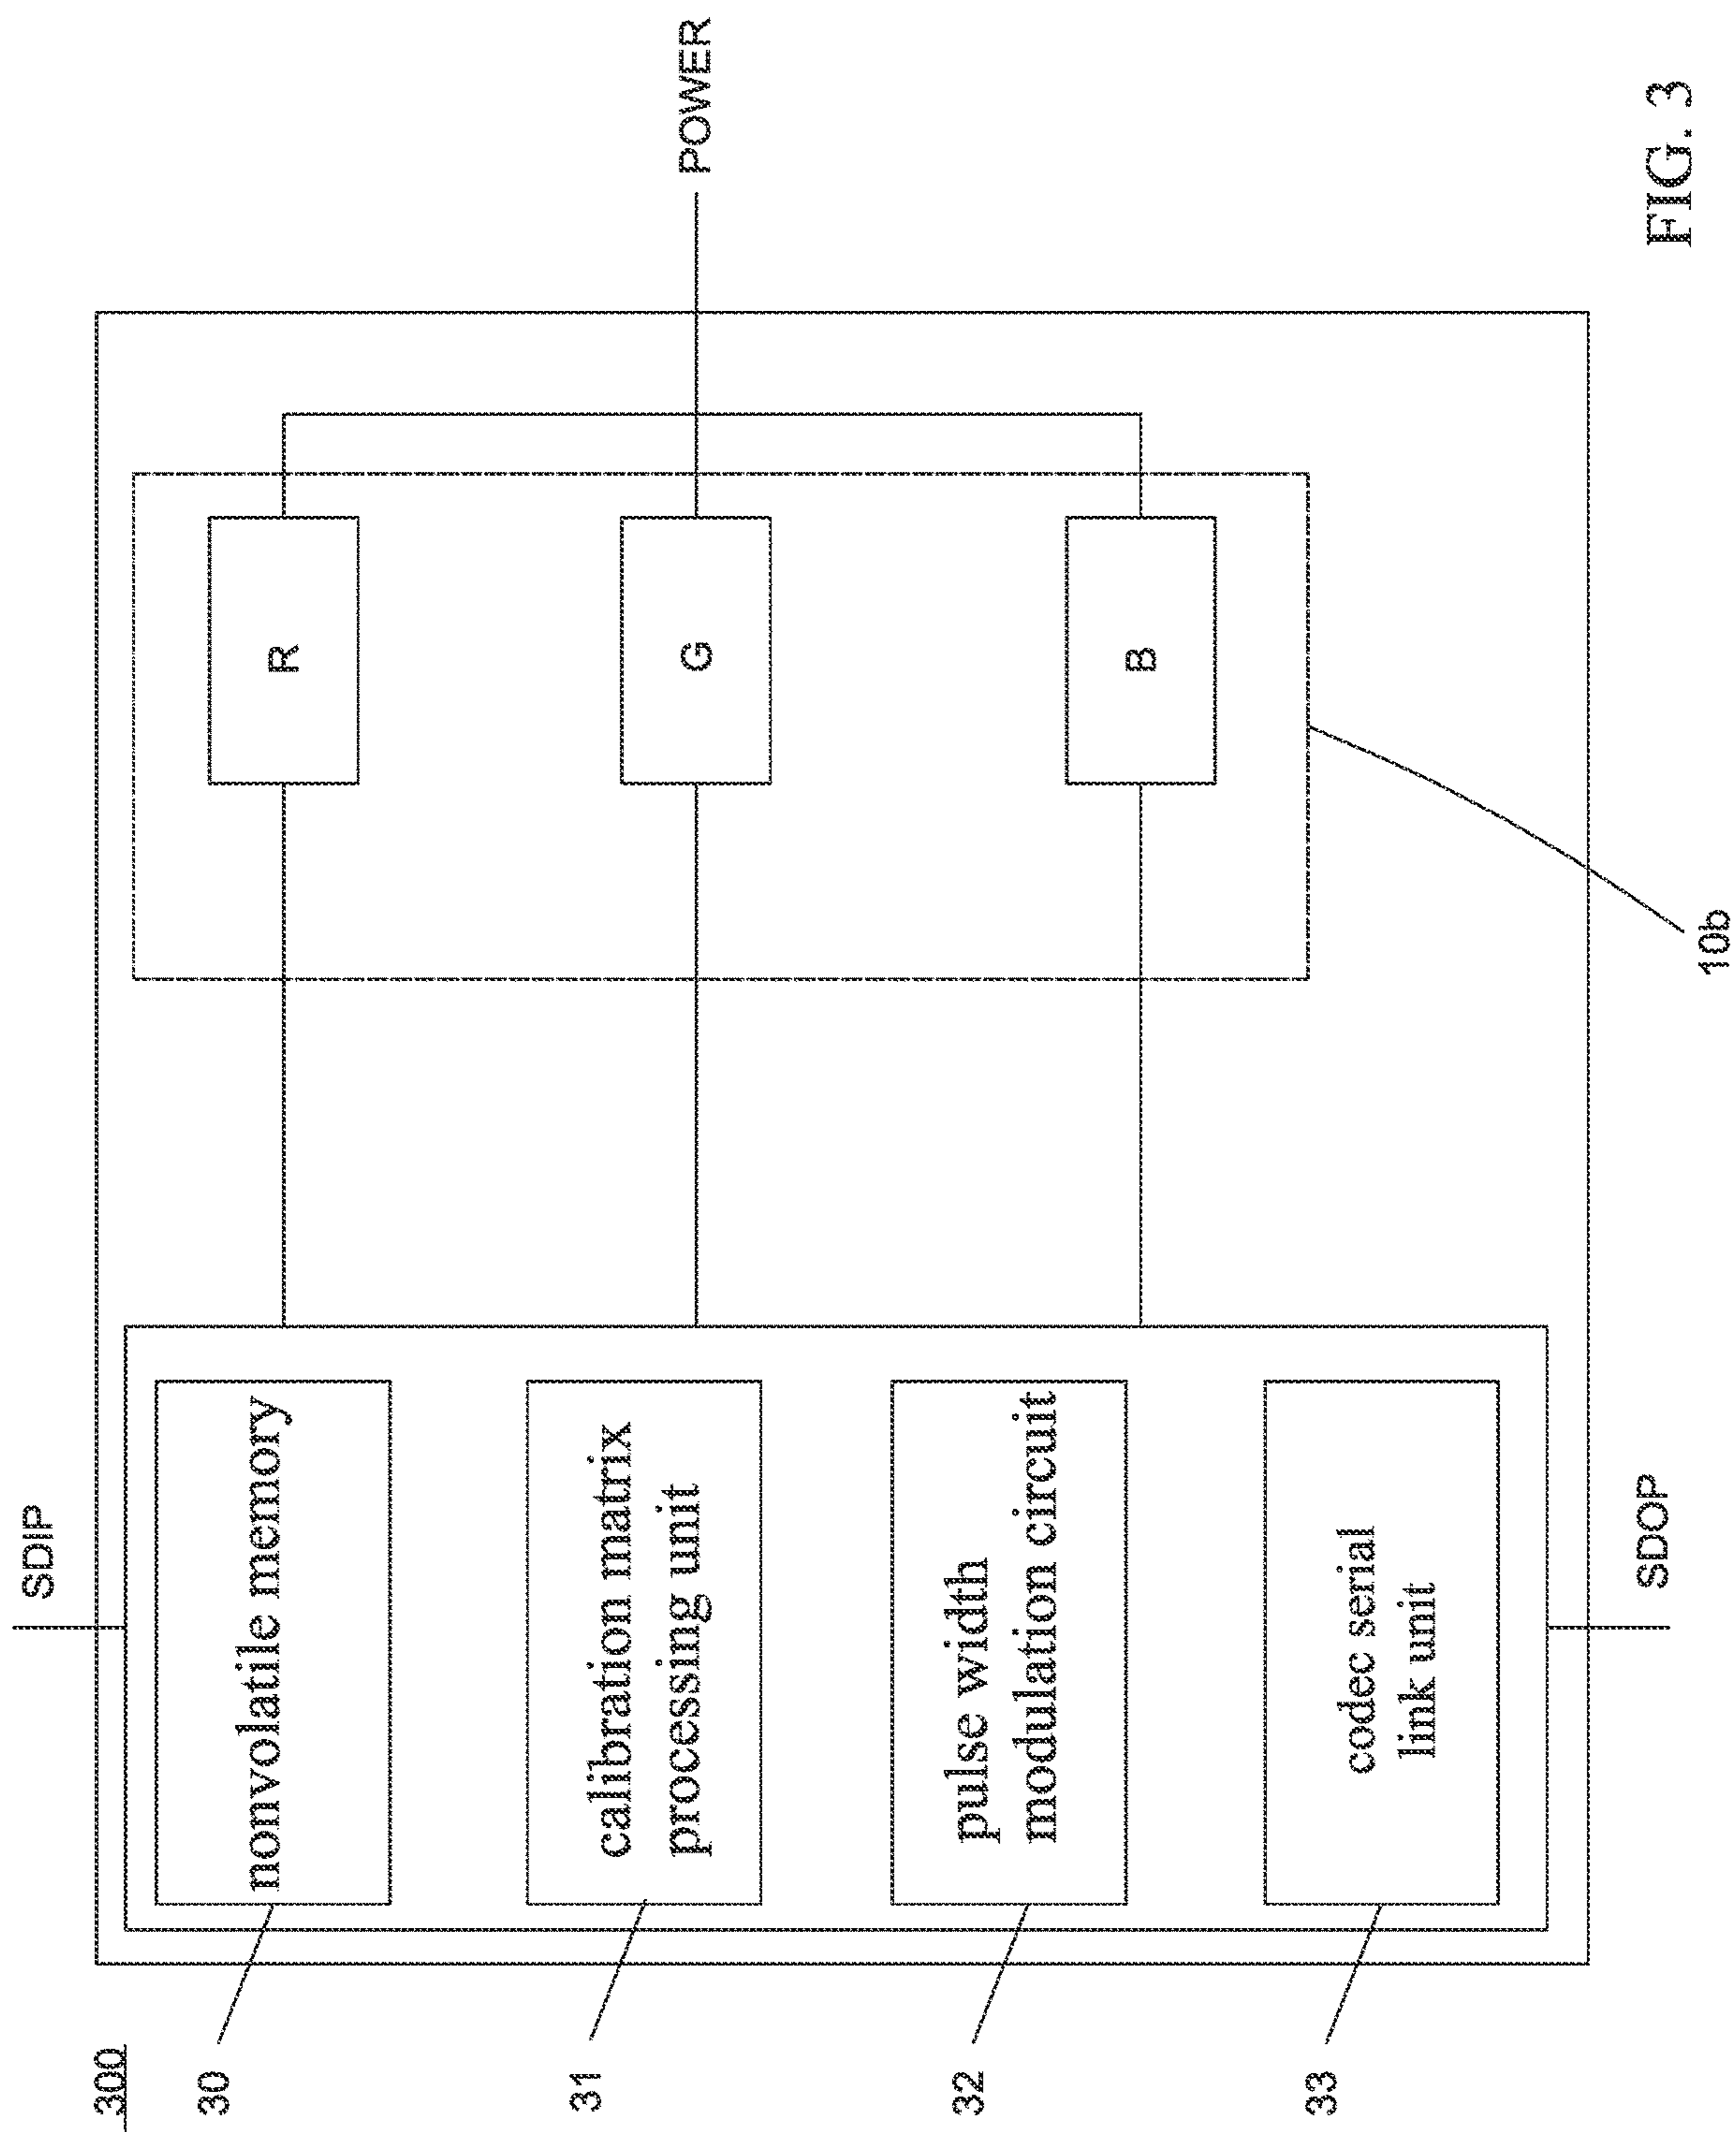 300
SDIP
30
nonvolatile memory
R
31
calibration matrix
processing unit
G
POWER
32
pulse width
modulation circuit
B
33
codec serial
link unit
SDOP
10b
FIG. 3